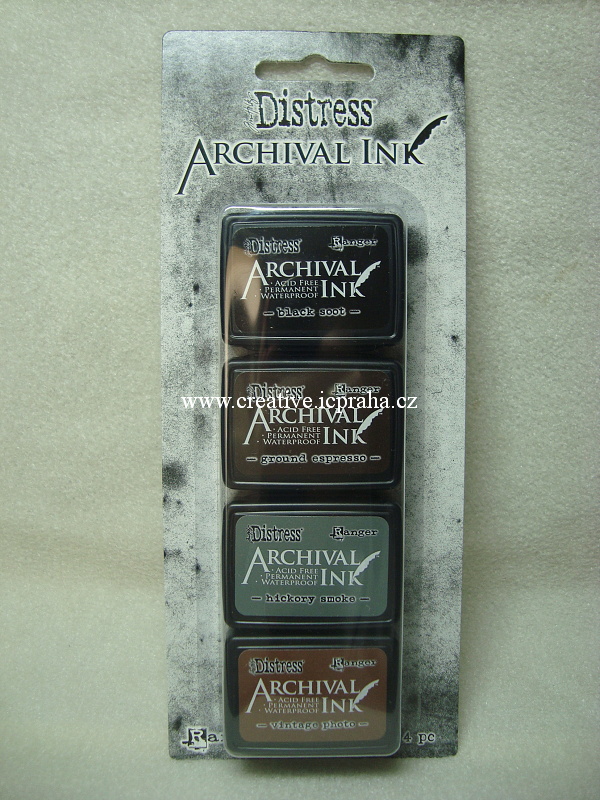 Distress
ARCHIVAL INK
Distress Ranger
ARCHIVAL INK
· ACID FREE
· PERMANENT
· WATERPROOF
— black soot —
Distress Ranger
www.creative.jcpraha.cz
ARCHIVAL INK
· ACID FREE
· PERMANENT
· WATERPROOF
— ground espresso —
Distress Ranger
ARCHIVAL INK
· ACID FREE
· PERMANENT
· WATERPROOF
— hickory smoke —
Distress Ranger
ARCHIVAL INK
· ACID FREE
· PERMANENT
· WATERPROOF
— vintage photo —
4 pc